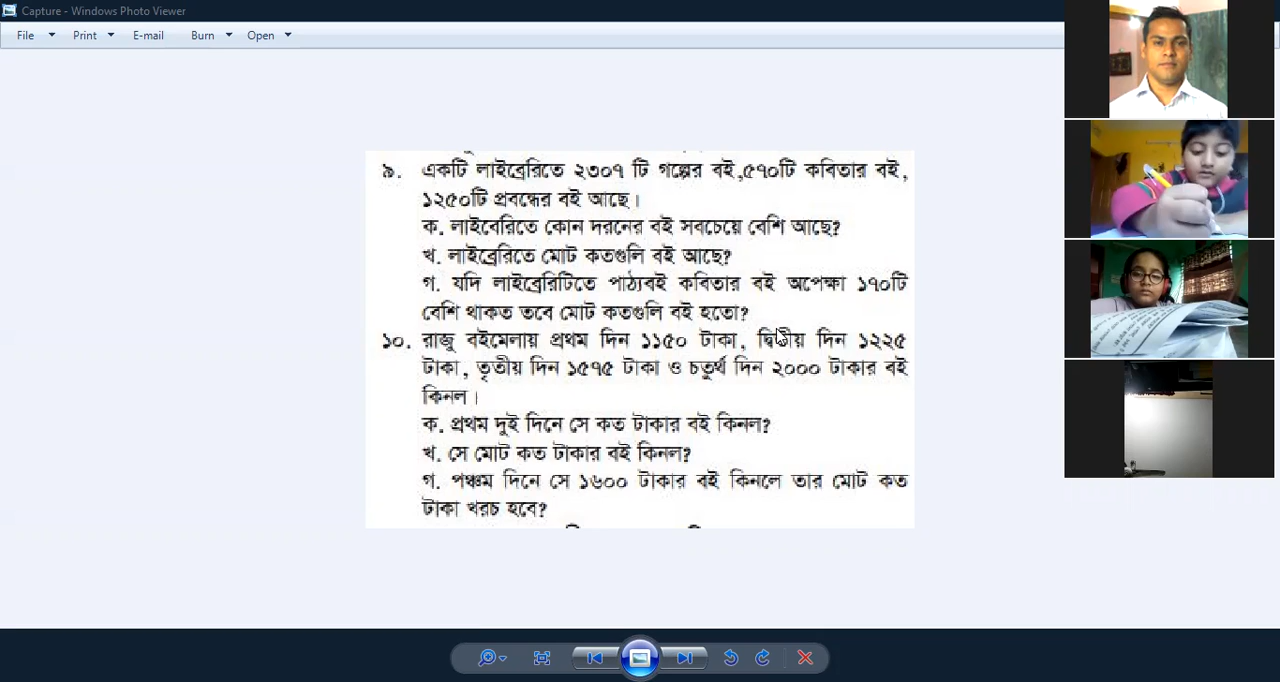 Capture - Windows Photo Viewer
File Print E-mail Burn Open
৯. একটি লাইব্রেরিতে ২৩০৭ টি গল্পের বই,৫৭০টি কবিতার বই,
১২৫০টি প্রবন্ধের বই আছে।
ক. লাইবেরিতে কোন দরনের বই সবচেয়ে বেশি আছে?
খ. লাইব্রেরিতে মোট কতগুলি বই আছে?
গ. যদি লাইব্রেরিটিতে পাঠ্যবই কবিতার বই অপেক্ষা ১৭০টি
বেশি থাকত তবে মোট কতগুলি বই হতো?
১০. রাজু বইমেলায় প্রথম দিন ১১৫০ টাকা, দ্বিতীয় দিন ১২২৫
টাকা, তৃতীয় দিন ১৫৭৫ টাকা ও চতুর্থ দিন ২০০০ টাকার বই
কিনল।
ক. প্রথম দুই দিনে সে কত টাকার বই কিনল?
খ. সে মোট কত টাকার বই কিনল?
গ. পঞ্চম দিনে সে ১৬০০ টাকার বই কিনলে তার মোট কত
টাকা খরচ হবে?